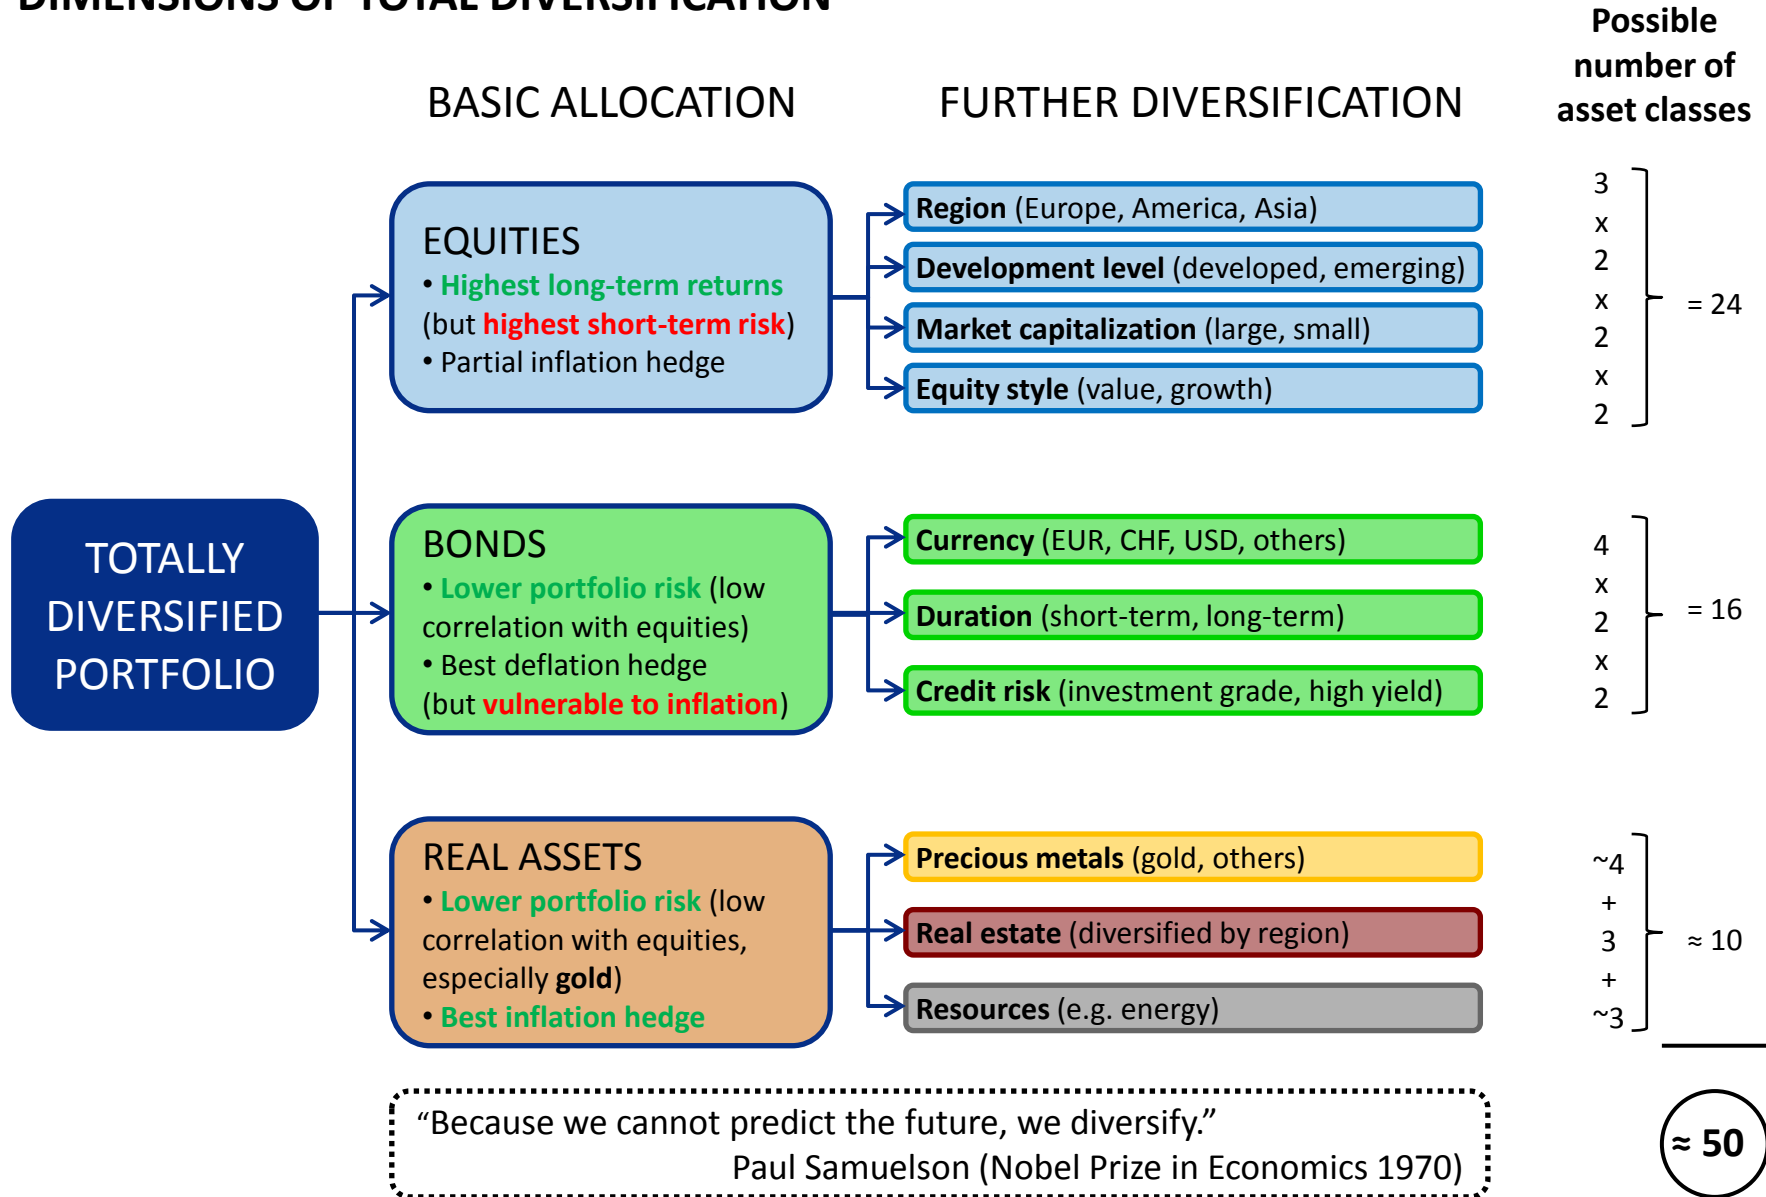 DIMENSIONS OF TOTAL DIVERSIFICATION
Possible
number of
asset classes
BASIC ALLOCATION
FURTHER DIVERSIFICATION
TOTALLY
DIVERSIFIED
PORTFOLIO
EQUITIES
• Highest long-term returns
(but highest short-term risk)
• Partial inflation hedge
Region (Europe, America, Asia)
Development level (developed, emerging)
Market capitalization (large, small)
Equity style (value, growth)
3
x
2
x
2
x
2
= 24
BONDS
• Lower portfolio risk (low
correlation with equities)
• Best deflation hedge
(but vulnerable to inflation)
Currency (EUR, CHF, USD, others)
Duration (short-term, long-term)
Credit risk (investment grade, high yield)
4
x
2
x
2
= 16
REAL ASSETS
• Lower portfolio risk (low
correlation with equities,
especially gold)
• Best inflation hedge
Precious metals (gold, others)
Real estate (diversified by region)
Resources (e.g. energy)
~4
+
3
+
~3
≈ 10
“Because we cannot predict the future, we diversify.”
Paul Samuelson (Nobel Prize in Economics 1970)
≈ 50